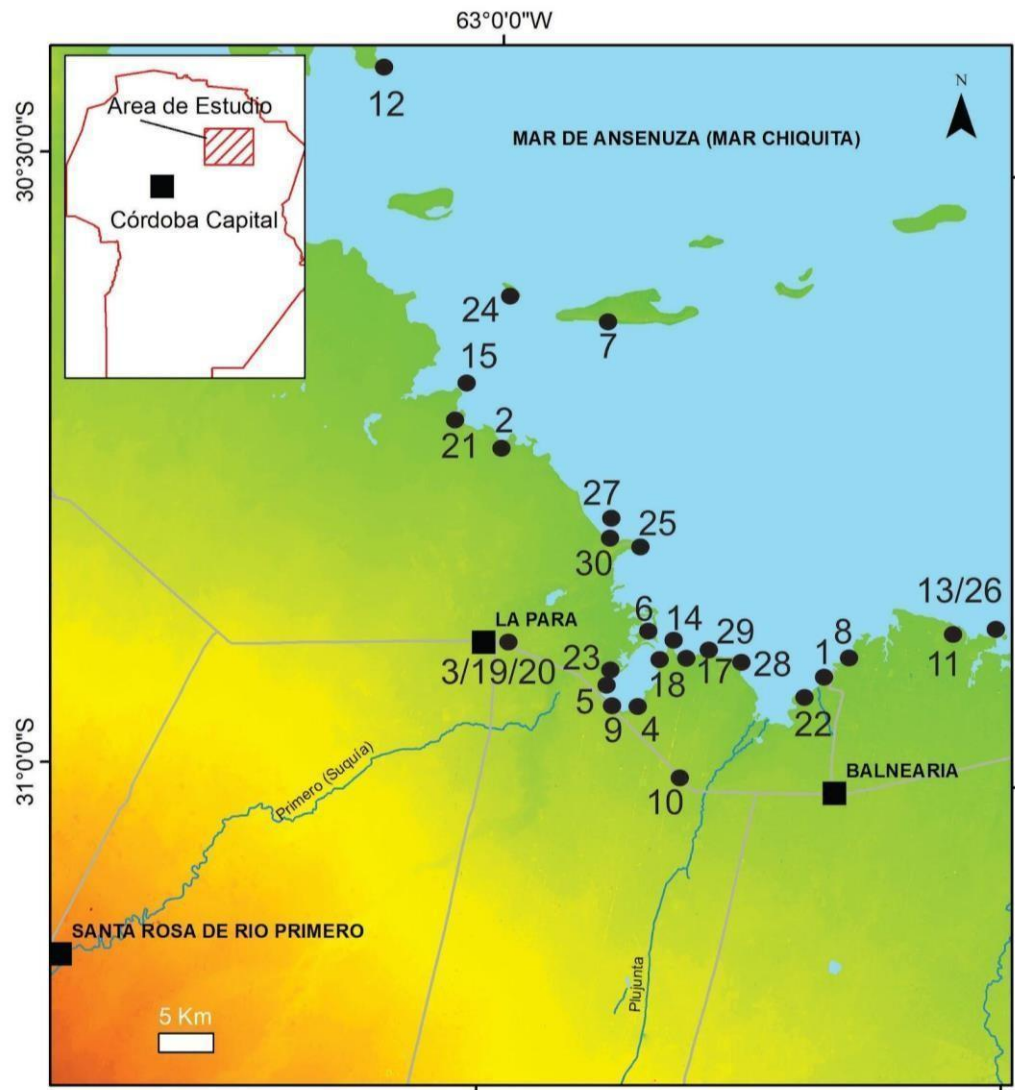 63°0'0"W
12
Area de Estudio
N
MAR DE ANSENUZA (MAR CHIQUITA)
30°30'0"S
Córdoba Capital
24
7
15
2
21
27
25
30
13/26
LA PARA
6
14
29
8
3/19/20
23
18
17
28
1
11
5
9
4
22
31°0'0"S
Primero (Suquía)
10
BALNEARIA
SANTA ROSA DE RIO PRIMERO
Plujunta
5 Km